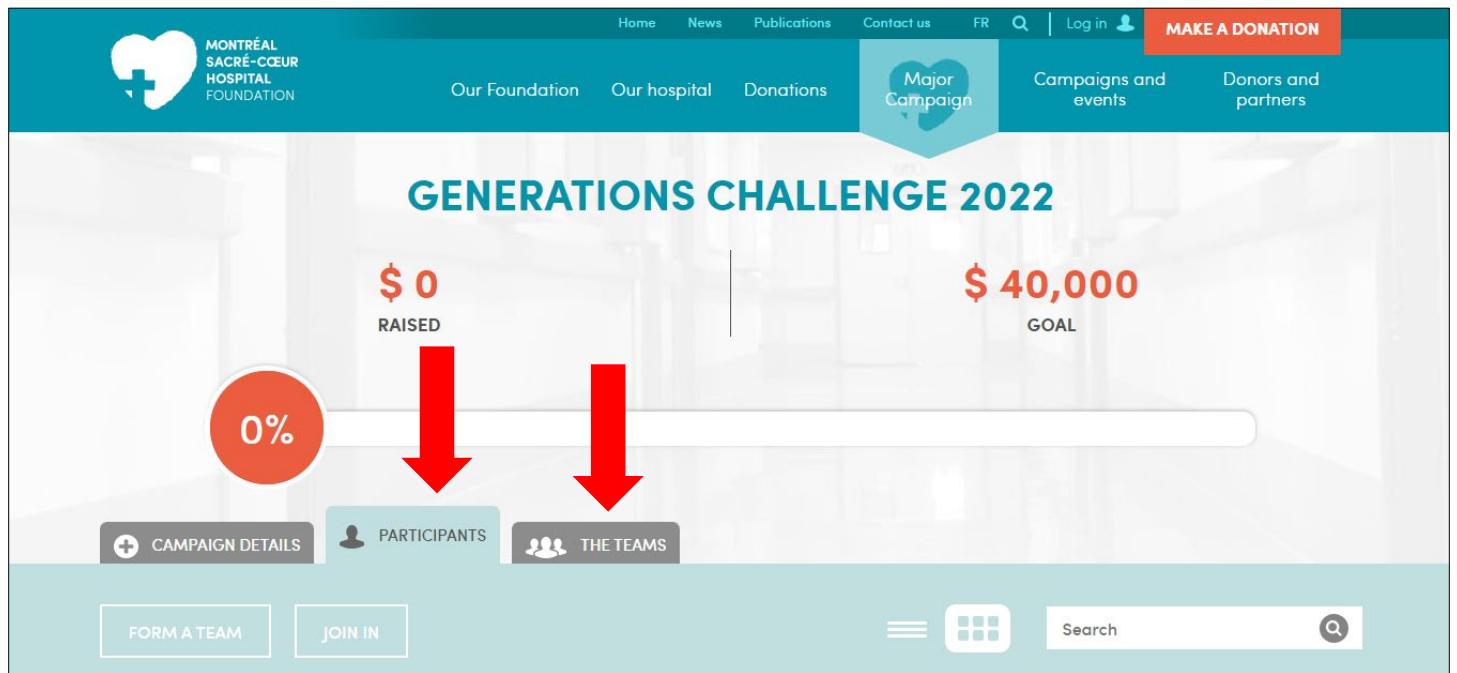 Home News Publications Contact us FR Log in MAKE A DONATION
MONTRÉAL
SACRÉ-CŒUR
HOSPITAL
FOUNDATION
Our Foundation Our hospital Donations Major Campaign Campaigns and events Donors and partners
GENERATIONS CHALLENGE 2022
$ 0 $ 40,000
RAISED GOAL
0%
CAMPAIGN DETAILS PARTICIPANTS THE TEAMS
FORM A TEAM JOIN IN Search